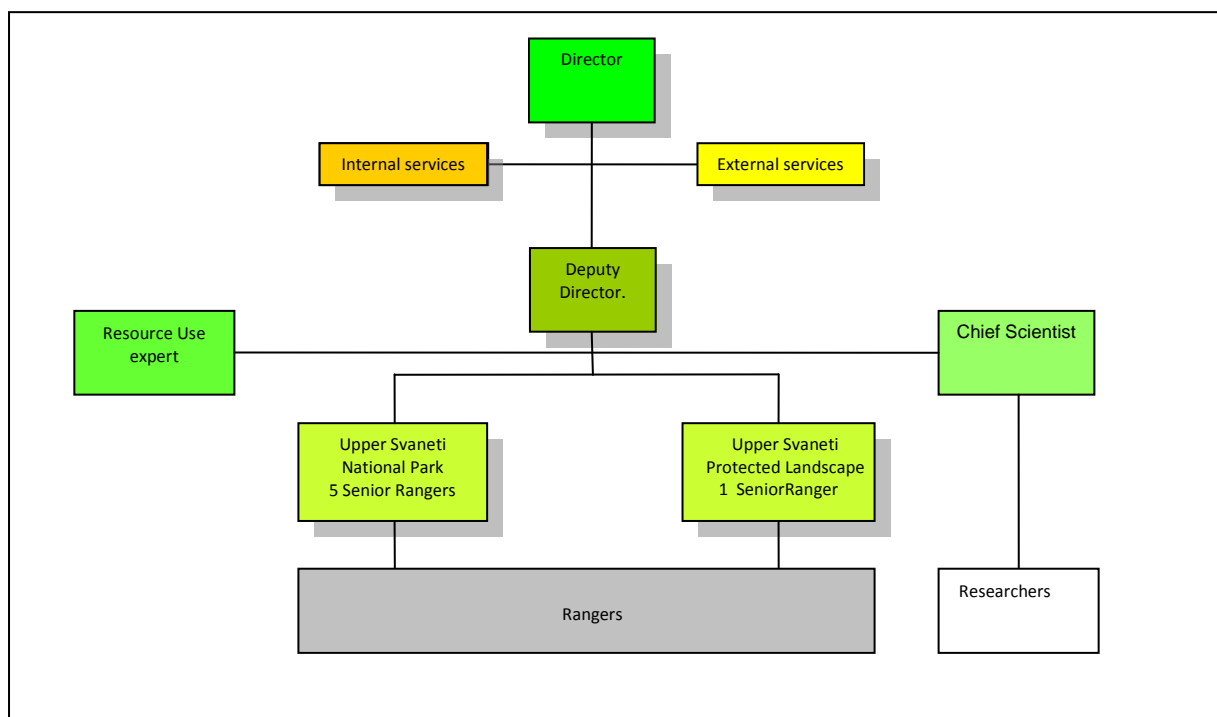 Director
Internal services
External services
Deputy
Director.
Resource Use
expert
Chief Scientist
Upper Svaneti
National Park
5 Senior Rangers
Upper Svaneti
Protected Landscape
1 SeniorRanger
Rangers
Researchers